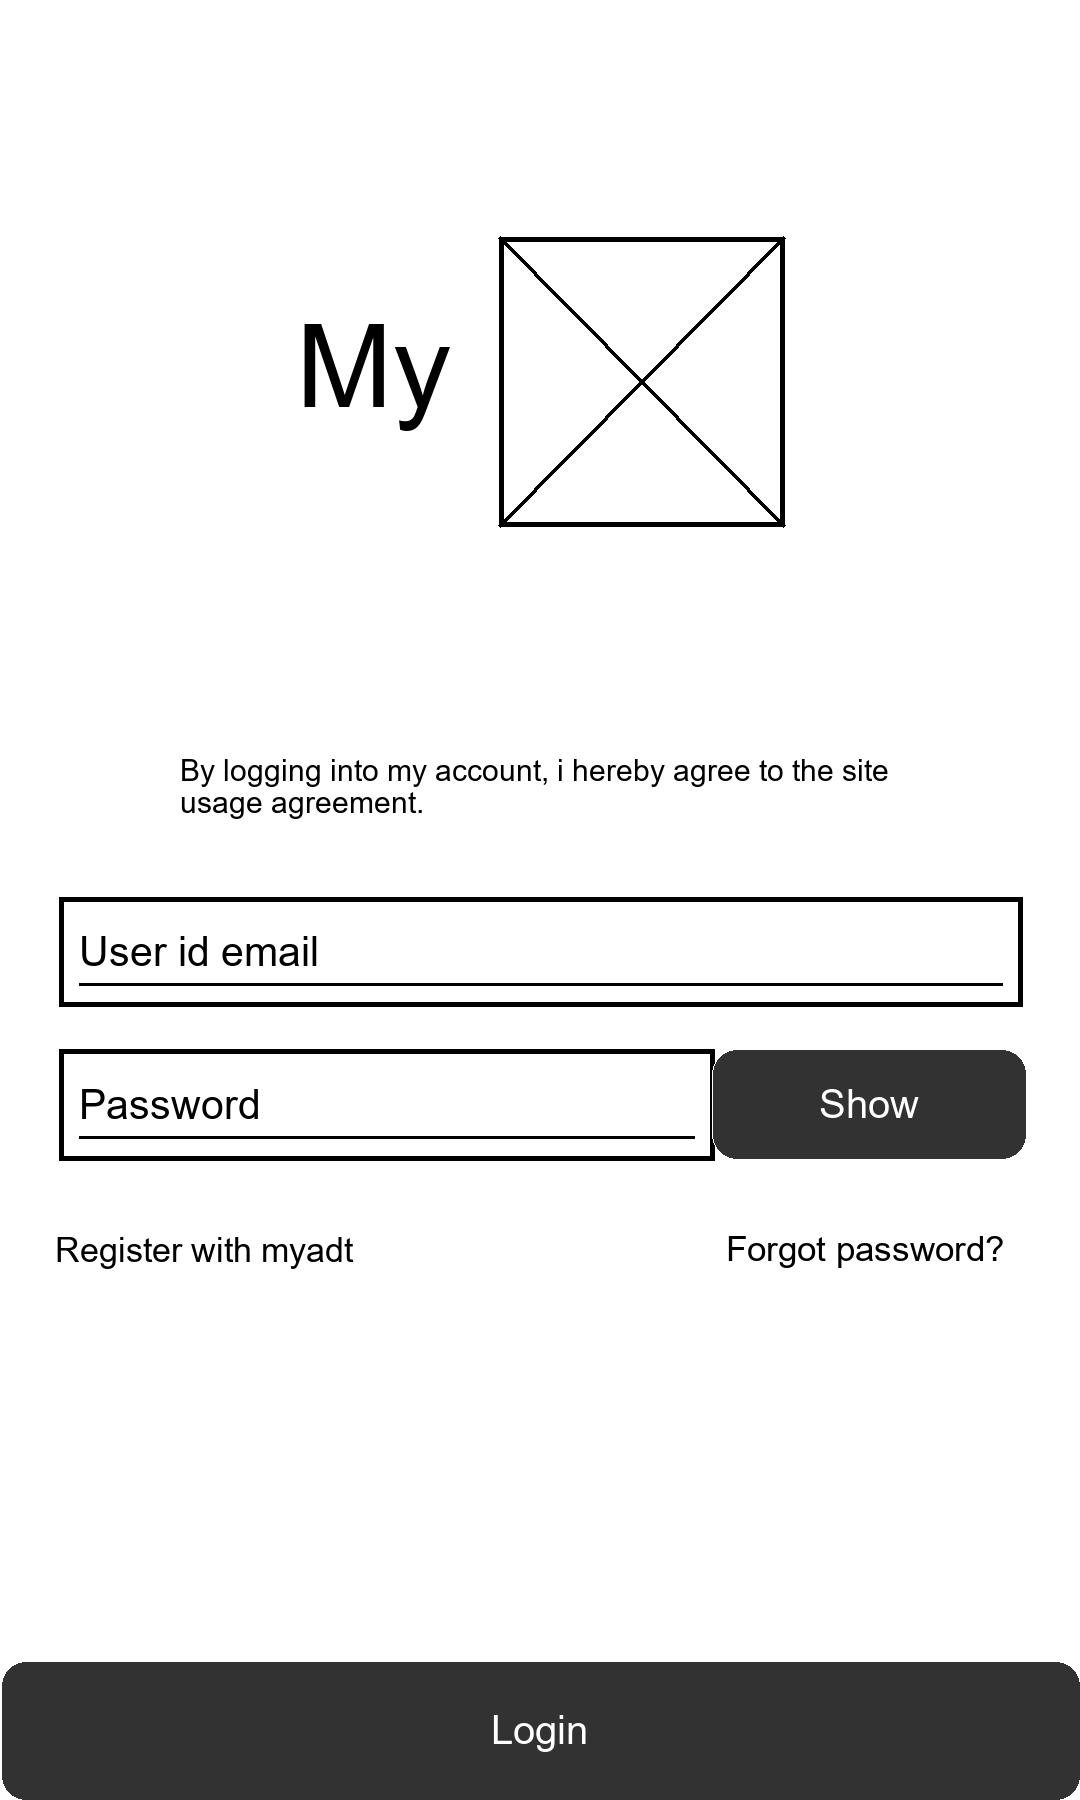 My
By logging into my account, i hereby agree to the site
usage agreement.
User id email
Password
Show
Register with myadt
Forgot password?
Login